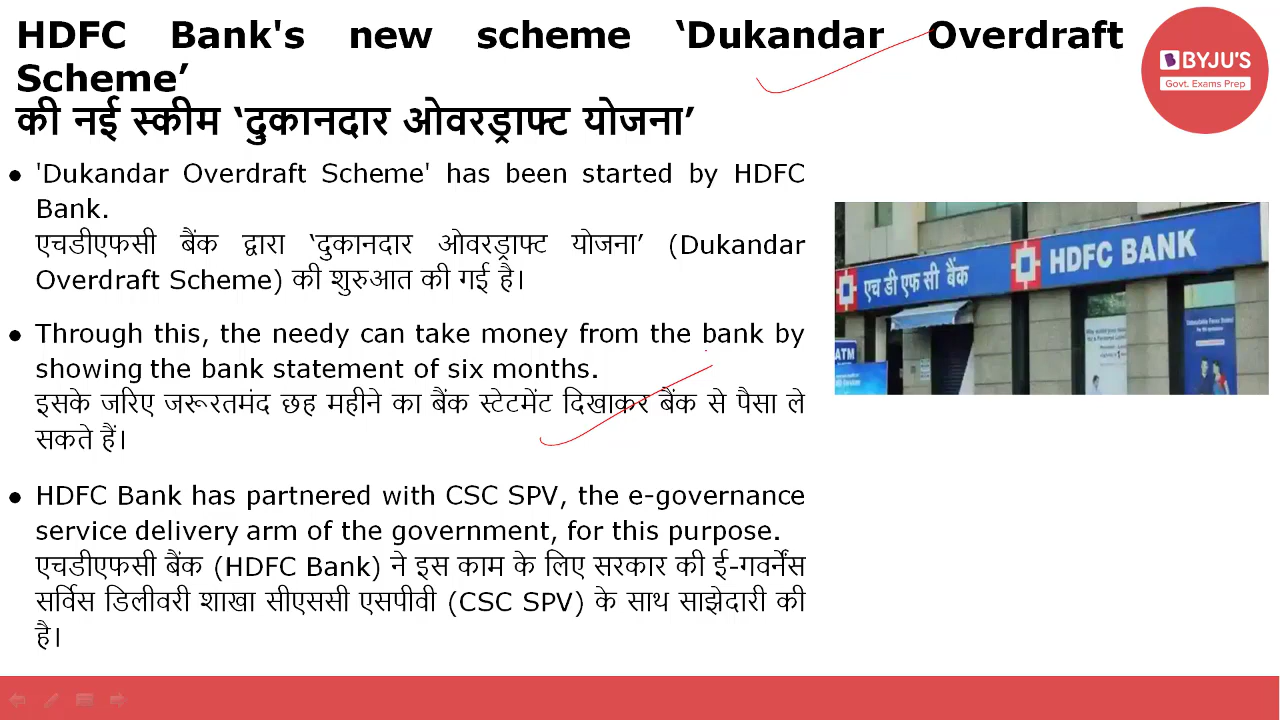 HDFC Bank's new scheme ‘Dukandar Overdraft
Scheme’
की नई स्कीम ‘दुकानदार ओवरड्राफ्ट योजना’
BYJU'S
Govt. Exams Prep
• 'Dukandar Overdraft Scheme' has been started by HDFC
Bank.
एचडीएफसी बैंक द्वारा ‘दुकानदार ओवरड्राफ्ट योजना’ (Dukandar
Overdraft Scheme) की शुरुआत की गई है।
• Through this, the needy can take money from the bank by
showing the bank statement of six months.
इसके जरिए जरूरतमंद छह महीने का बैंक स्टेटमेंट दिखाकर बैंक से पैसा ले
सकते हैं।
• HDFC Bank has partnered with CSC SPV, the e-governance
service delivery arm of the government, for this purpose.
एचडीएफसी बैंक (HDFC Bank) ने इस काम के लिए सरकार की ई-गवर्नेंस
सर्विस डिलीवरी शाखा सीएससी एसपीवी (CSC SPV) के साथ साझेदारी की
है।
एच डी एफ सी बैंक
HDFC BANK
ATM